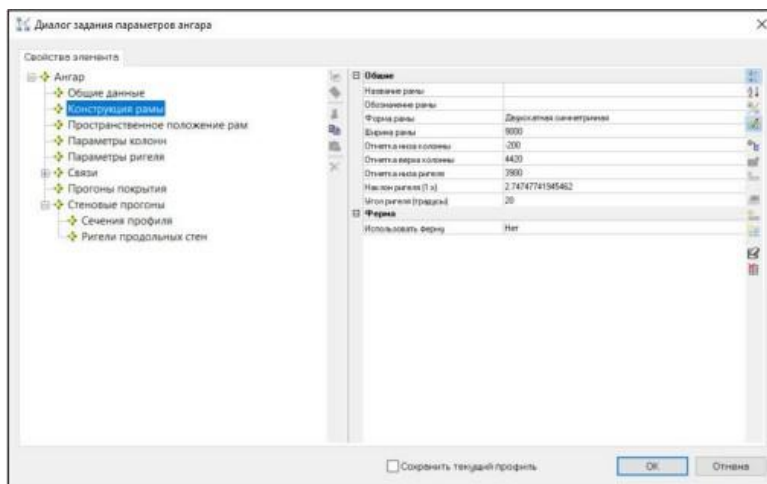 Диалог задания параметров ангара
Свойства элемента
Ангар
Общие данные
Конструкция рамы
Пространственное положение рам
Параметры колонн
Параметры ригеля
Связи
Прогоны покрытия
Стеновые прогоны
Сечения профиля
Ригели продольных стен
Общие
Название рамы
Обозначение рамы
Форма рамы Двускатная симметричная
Ширина рамы 9000
Отметка низа колонны -200
Отметка верха колонны 4420
Отметка низа ригеля 3900
Наклон ригеля (1:x) 2.74747741945462
Угол ригеля (градусы) 20
Ферма
Использовать ферму Нет
Сохранить текущий профиль
ОК
Отмена